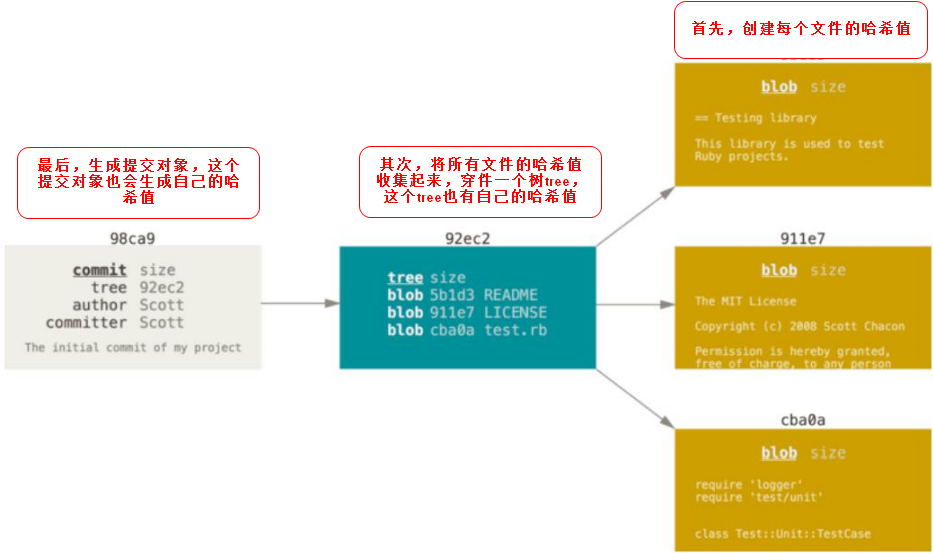 首先，创建每个文件的哈希值
blob size
== Testing library
This library is used to test
Ruby projects.
最后，生成提交对象，这个
提交对象也会生成自己的哈
希值
其次，将所有文件的哈希值
收集起来，穿件一个树tree，
这个tree也有自己的哈希值
98ca9
commit size
tree 92ec2
author Scott
committer Scott
The initial commit of my project
92ec2
tree size
blob 5b1d3 README
blob 911e7 LICENSE
blob cba0a test.rb
911e7
blob size
The MIT License
Copyright (c) 2008 Scott Chacon
Permission is hereby granted,
free of charge, to any person
cba0a
blob size
require 'logger'
require 'test/unit'
class Test::Unit::TestCase